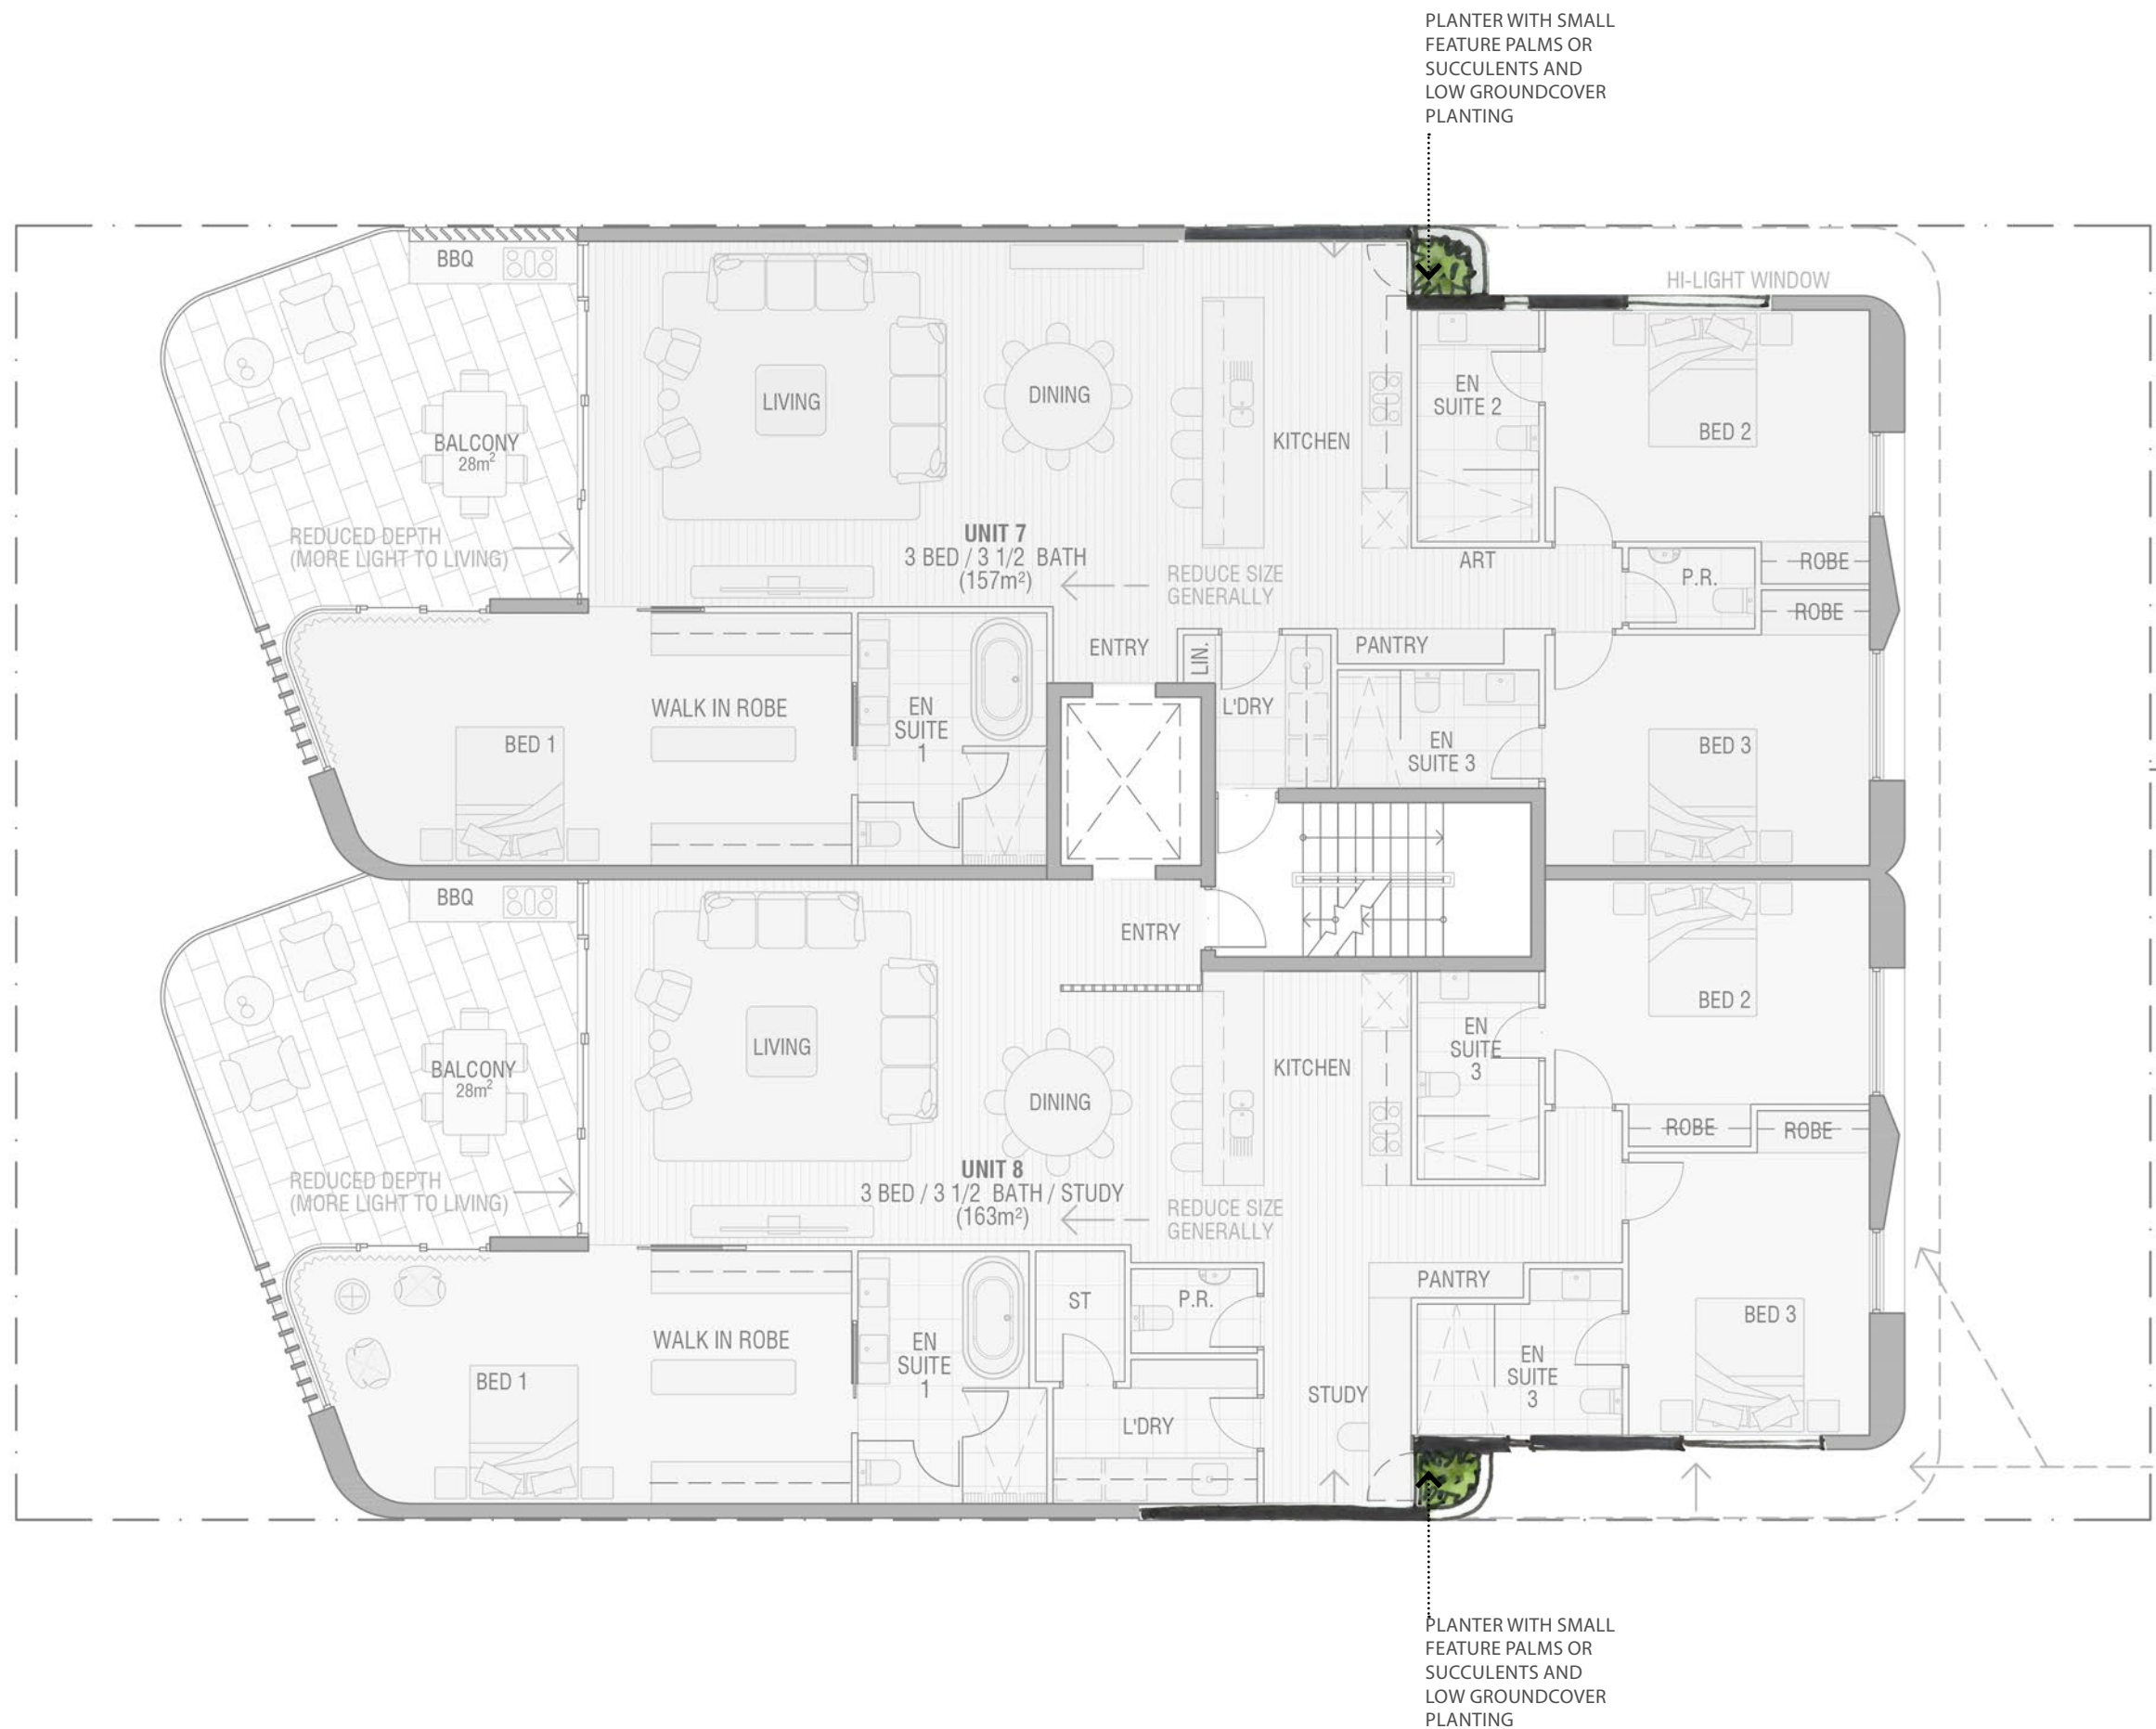 PLANTER WITH SMALL
FEATURE PALMS OR
SUCCULENTS AND
LOW GROUNDCOVER
PLANTING
BBQ
HI-LIGHT WINDOW
LIVING
DINING
KITCHEN
EN
SUITE 2
BED 2
BALCONY
28m²
REDUCED DEPTH
(MORE LIGHT TO LIVING)
UNIT 7
3 BED / 3 1/2 BATH
(157m²)
REDUCE SIZE
GENERALLY
ART
P.R.
ROBE
ROBE
ENTRY
LIN.
PANTRY
WALK IN ROBE
EN
SUITE
1
L'DRY
BED 1
EN
SUITE 3
BED 3
BBQ
ENTRY
LIVING
DINING
KITCHEN
EN
SUITE
3
BED 2
BALCONY
28m²
ROBE
ROBE
REDUCED DEPTH
(MORE LIGHT TO LIVING)
UNIT 8
3 BED / 3 1/2 BATH / STUDY
(163m²)
REDUCE SIZE
GENERALLY
PANTRY
ST
P.R.
BED 3
WALK IN ROBE
EN
SUITE
1
BED 1
L'DRY
STUDY
EN
SUITE
3
PLANTER WITH SMALL
FEATURE PALMS OR
SUCCULENTS AND
LOW GROUNDCOVER
PLANTING